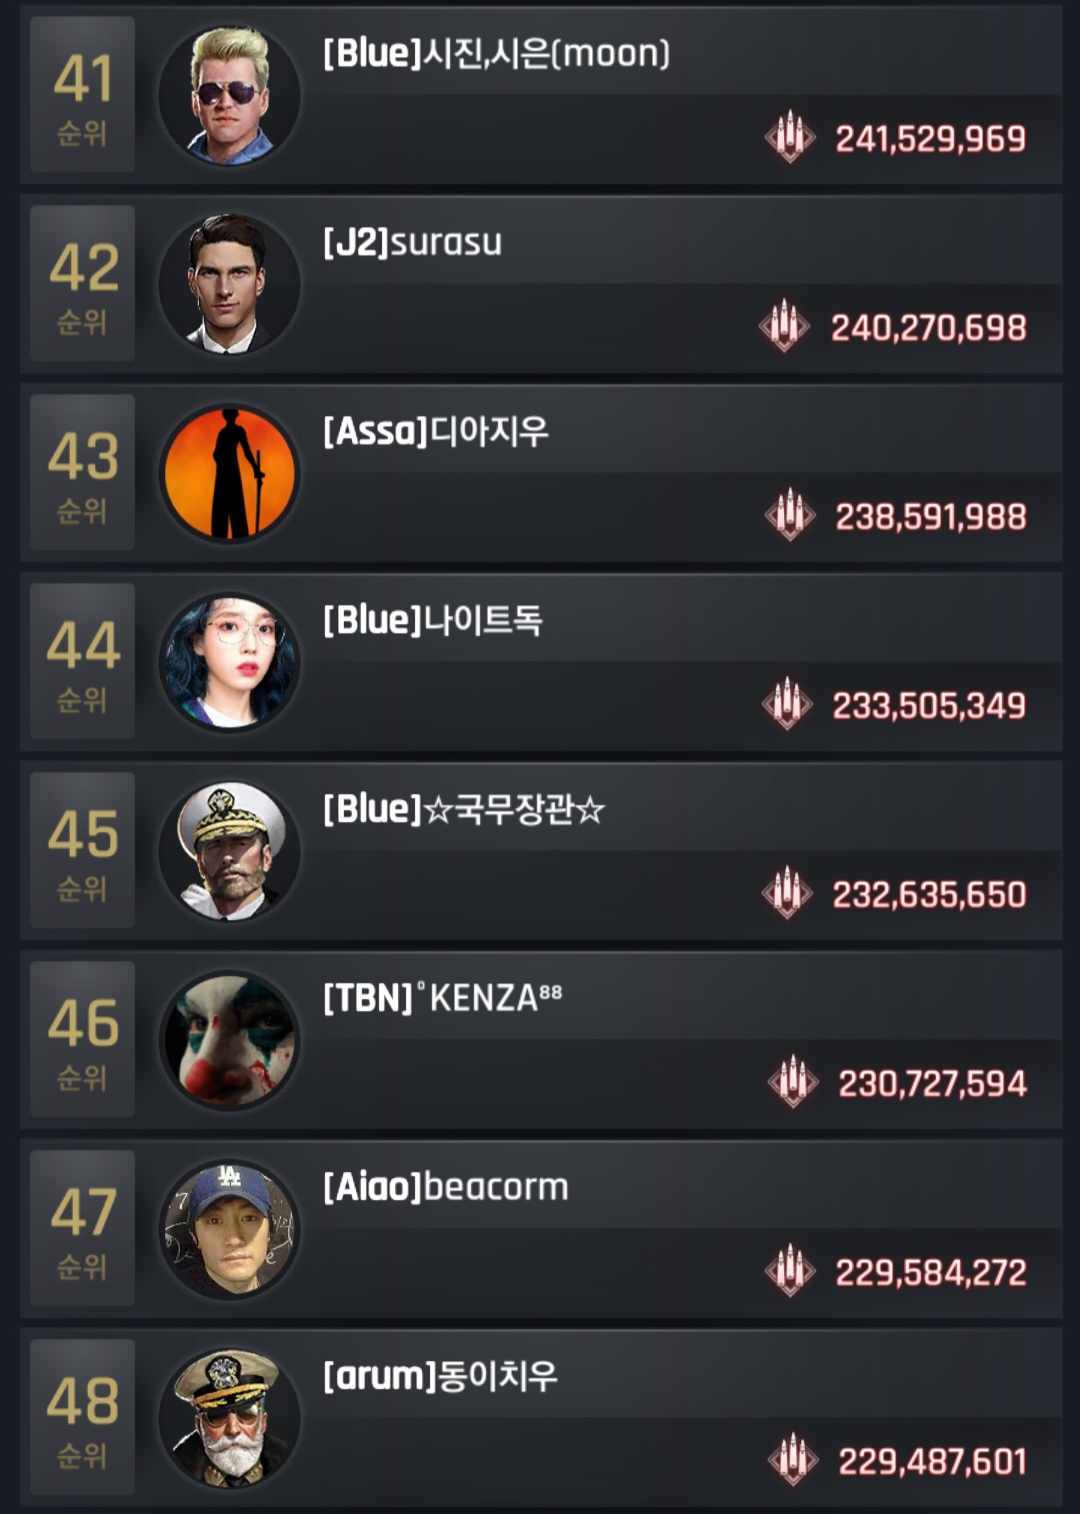 41
순위
[Blue]시진,시은(moon)
241,529,969
42
순위
[J2]surasu
240,270,698
43
순위
[Assa]디아지우
238,591,988
44
순위
[Blue]나이트독
233,505,349
45
순위
[Blue]☆국무장관☆
232,635,650
46
순위
[TBN]°KENZA⁸⁸
230,727,594
47
순위
LA
[Aiao]beacorm
229,584,272
48
순위
[arum]동이치우
229,487,601